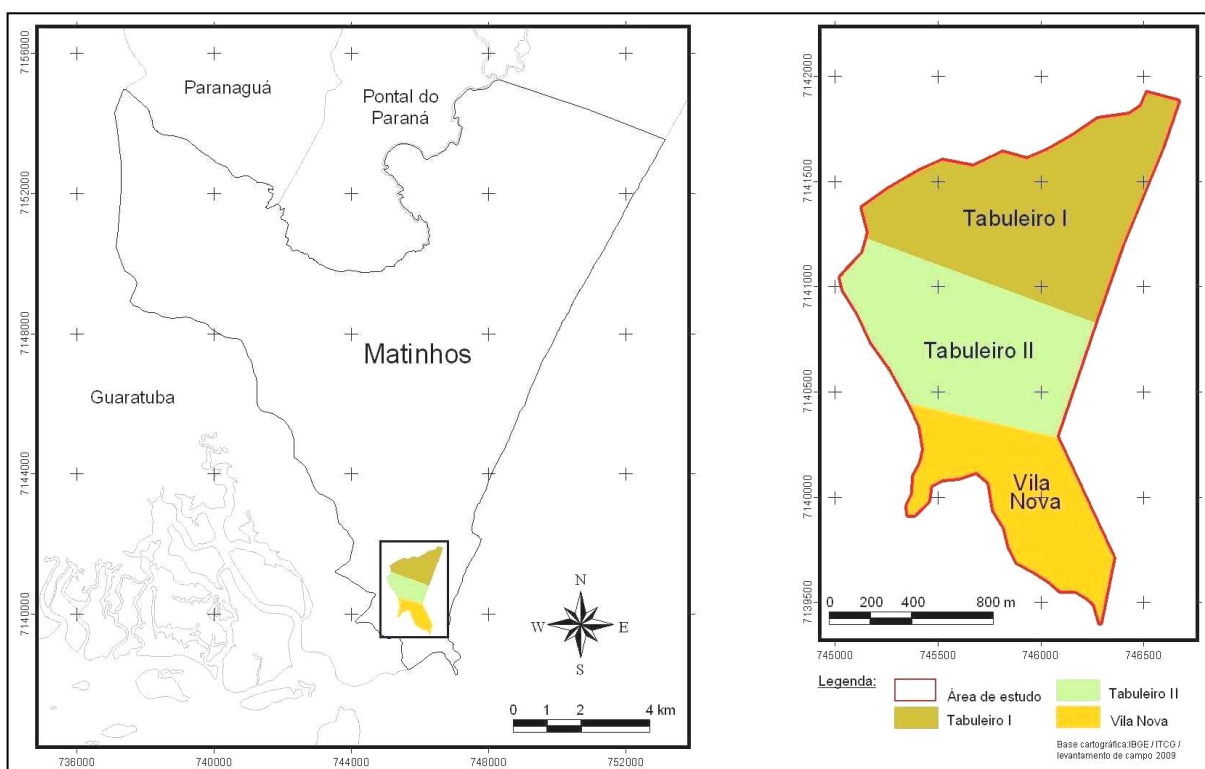 Paranaguá
Pontal do
Paraná
Matinhos
Guaratuba
7156000
7152000
7148000
7144000
7140000
N
W E
S
0 1 2 4 km
736000 740000 744000 748000 752000
7142000
7141500
7141000
7140500
7140000
7139500
Tabuleiro I
Tabuleiro II
Vila
Nova
0 200 400 800 m
745000 745500 746000 746500
Legenda:
Área de estudo
Tabuleiro II
Tabuleiro I
Vila Nova
Base cartográfica:IBGE / ITCG /
levantamento de campo 2009